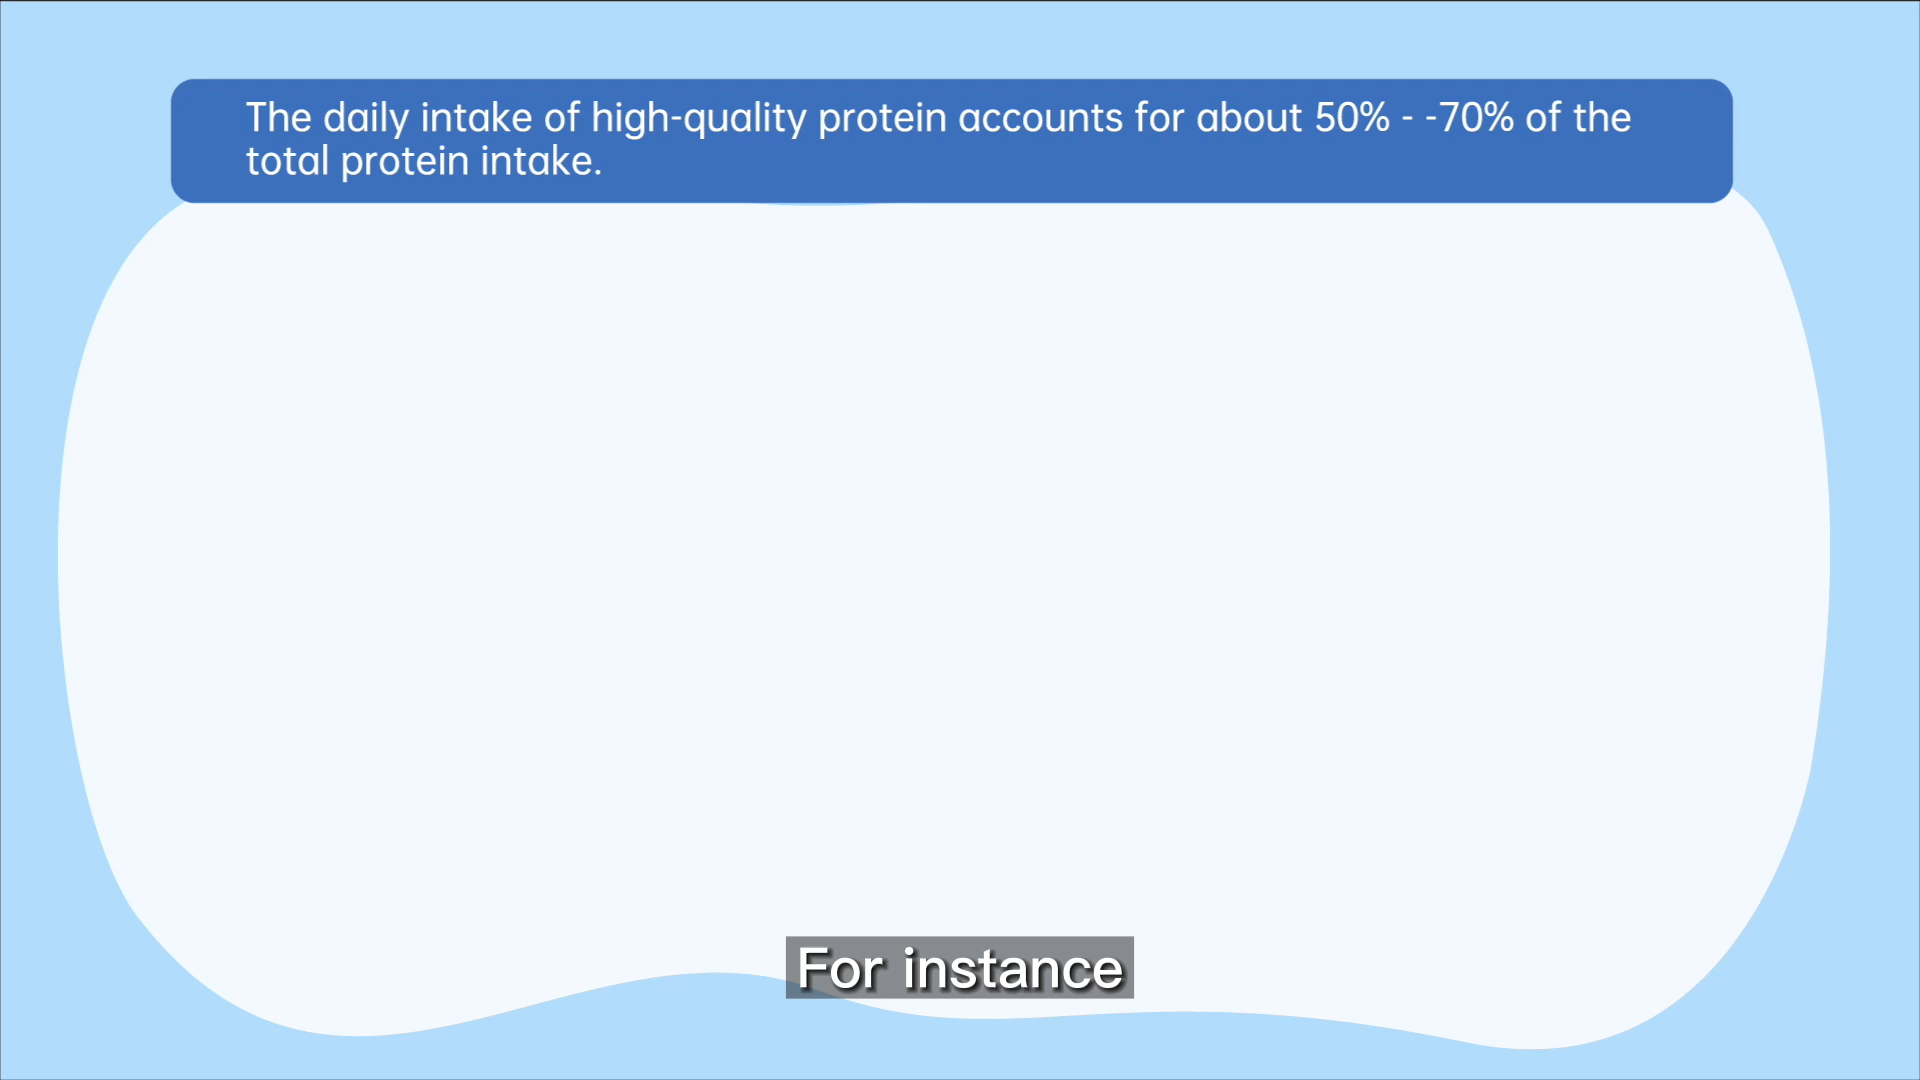 The daily intake of high-quality protein accounts for about 50% - -70% of the
total protein intake.
For instance